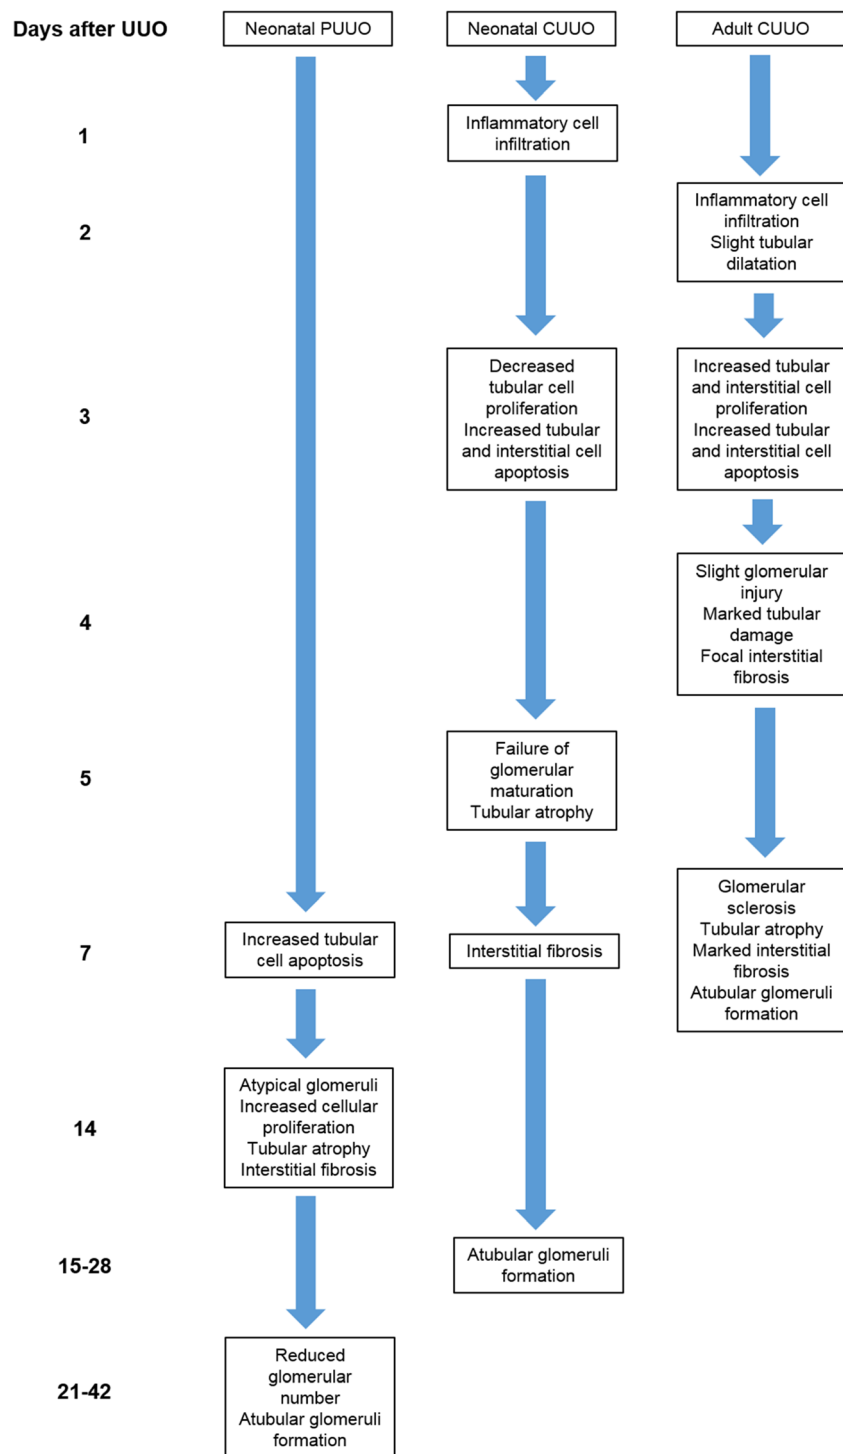 Days after UUO
Neonatal PUUO
Neonatal CUUO
Adult CUUO
1
Inflammatory cell
infiltration
2
Inflammatory cell
infiltration
Slight tubular
dilatation
3
Decreased
tubular cell
proliferation
Increased tubular
and interstitial cell
apoptosis
Increased tubular
and interstitial cell
proliferation
Increased tubular
and interstitial cell
apoptosis
4
Slight glomerular
injury
Marked tubular
damage
Focal interstitial
fibrosis
5
Failure of
glomerular
maturation
Tubular atrophy
7
Increased tubular
cell apoptosis
Interstitial fibrosis
Glomerular
sclerosis
Tubular atrophy
Marked interstitial
fibrosis
Atubular glomeruli
formation
14
Atypical glomeruli
Increased cellular
proliferation
Tubular atrophy
Interstitial fibrosis
15-28
Atubular glomeruli
formation
21-42
Reduced
glomerular
number
Atubular glomeruli
formation